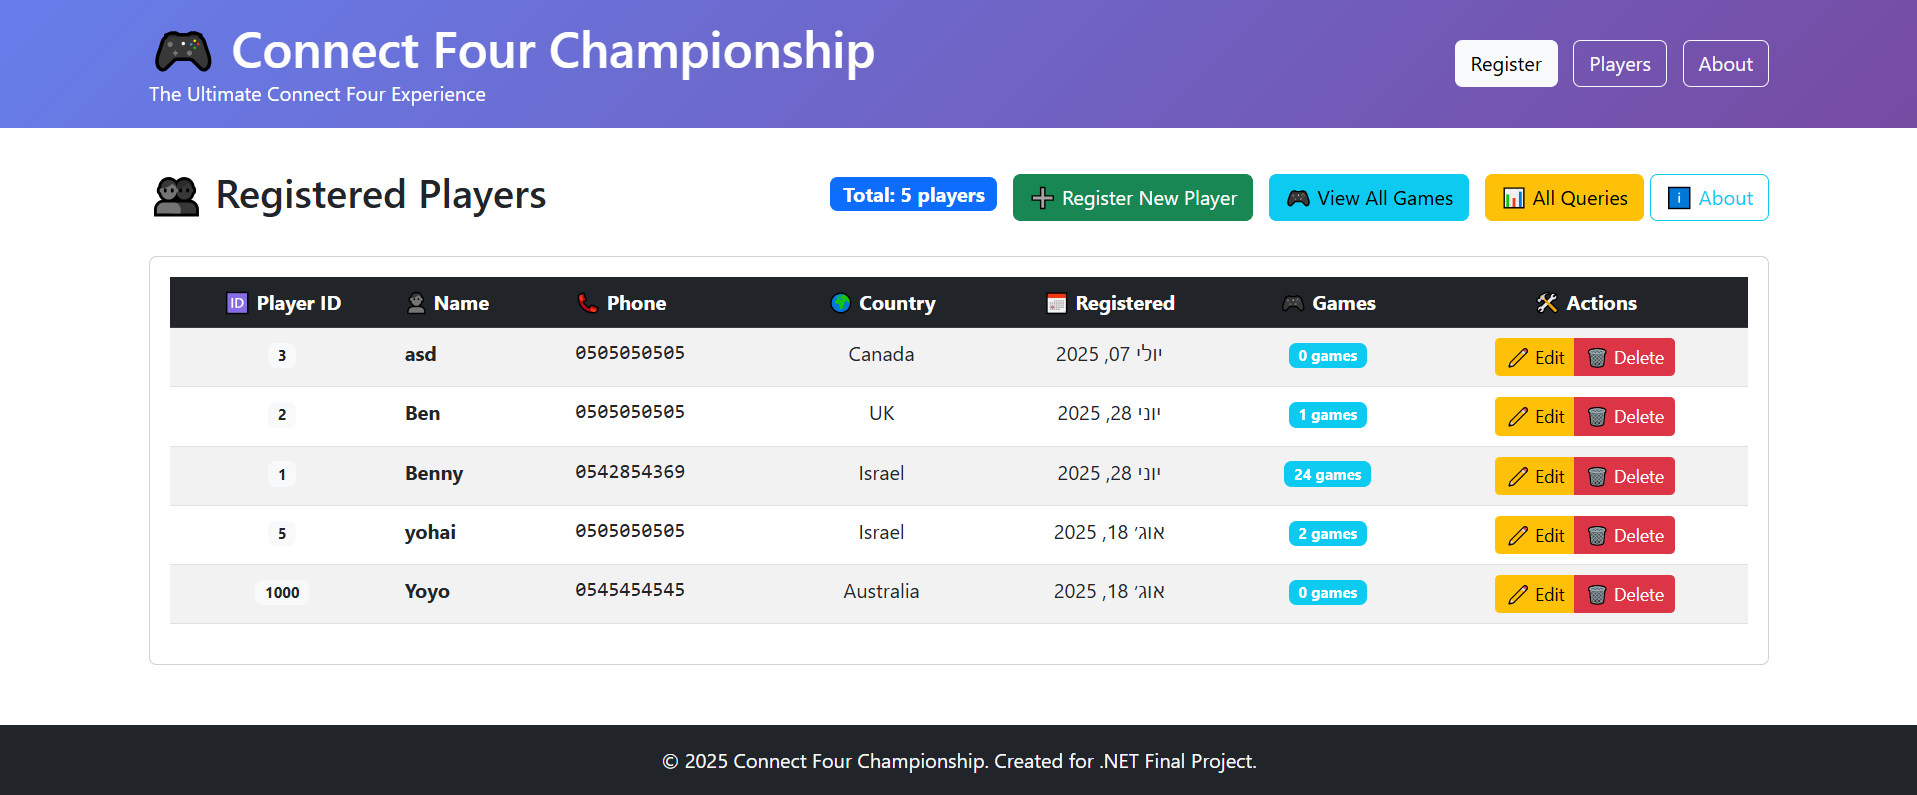 Connect Four Championship
The Ultimate Connect Four Experience
Register Players About
Registered Players
Total: 5 players Register New Player View All Games All Queries About
Player ID Name Phone Country Registered Games Actions
3 asd 0505050505 Canada יולי 07, 2025 0 games Edit Delete
2 Ben 0505050505 UK יוני 28, 2025 1 games Edit Delete
1 Benny 0542854369 Israel יוני 28, 2025 24 games Edit Delete
5 yohai 0505050505 Israel אוג׳ 18, 2025 2 games Edit Delete
1000 Yoyo 0545454545 Australia אוג׳ 18, 2025 0 games Edit Delete
© 2025 Connect Four Championship. Created for .NET Final Project.